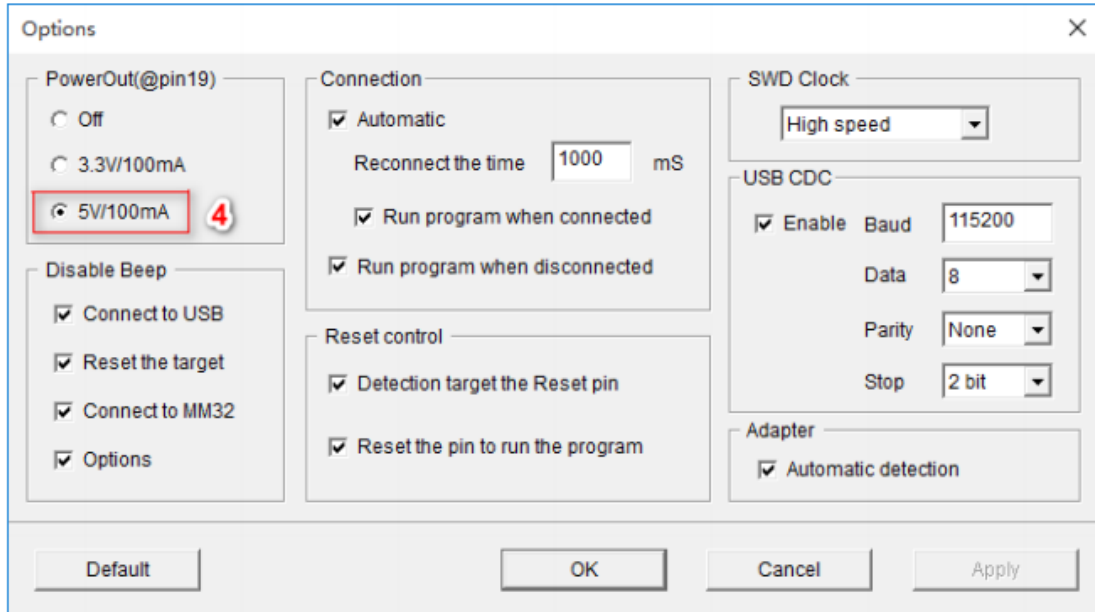 Options
PowerOut(@pin19)
Off
3.3V/100mA
5V/100mA
4
Disable Beep
Connect to USB
Reset the target
Connect to MM32
Options
Connection
Automatic
Reconnect the time 1000 mS
Run program when connected
Run program when disconnected
Reset control
Detection target the Reset pin
Reset the pin to run the program
SWD Clock
High speed
USB CDC
Enable Baud 115200
Data 8
Parity None
Stop 2 bit
Adapter
Automatic detection
Default OK Cancel Apply